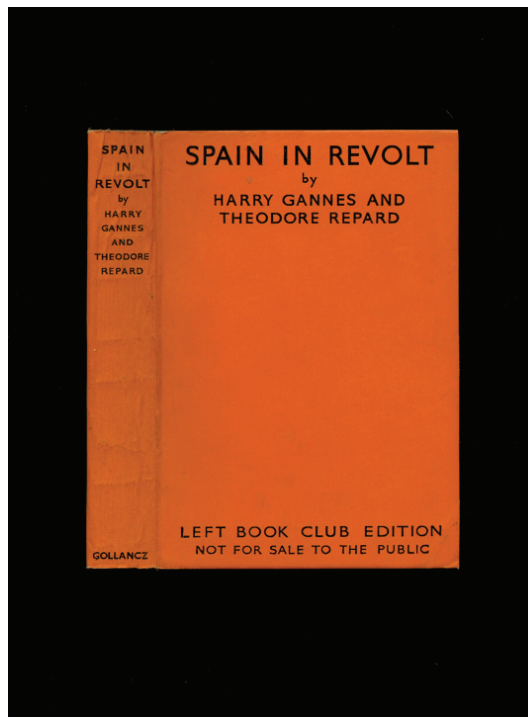 SPAIN
IN
REVOLT
by
HARRY
GANNES
AND
THEODORE
REPARD
GOLLANCZ
SPAIN IN REVOLT
by
HARRY GANNES AND
THEODORE REPARD
LEFT BOOK CLUB EDITION
NOT FOR SALE TO THE PUBLIC